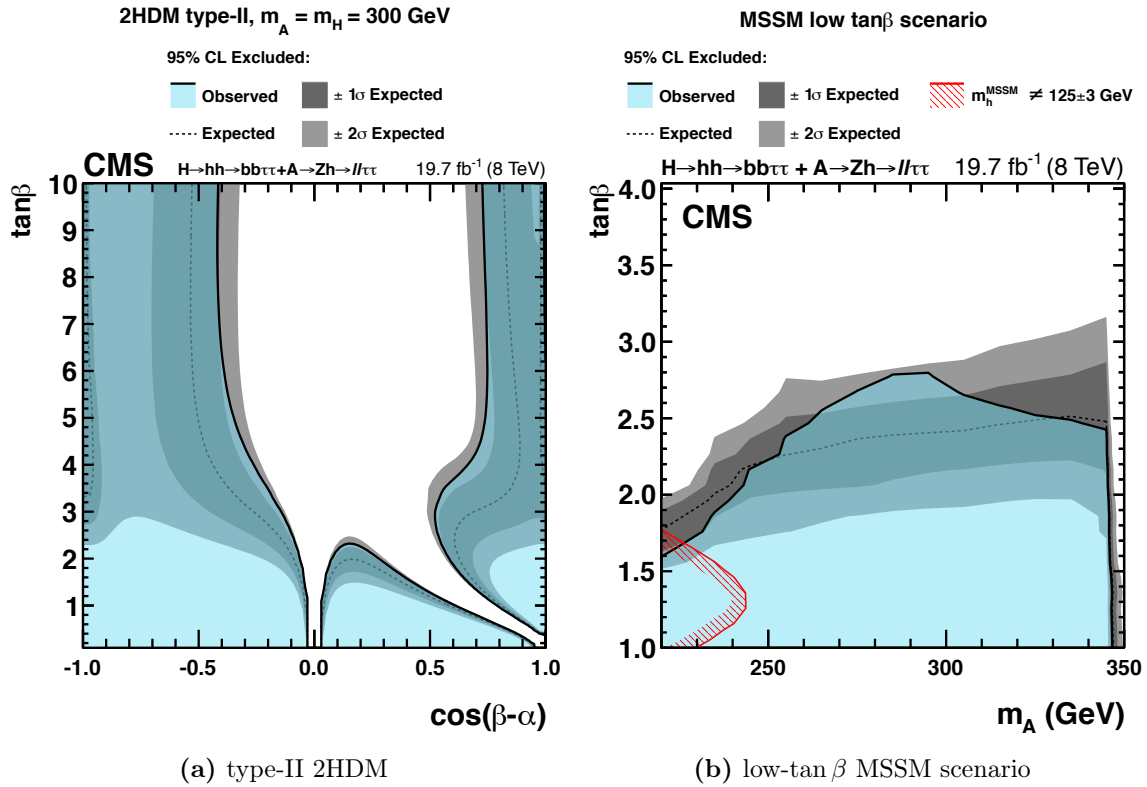 2HDM type-II, m_A = m_H = 300 GeV
95% CL Excluded:
Observed
± 1σ Expected
Expected
± 2σ Expected
CMS
H→hh→bbττ+A→Zh→llττ
19.7 fb⁻¹ (8 TeV)
tanβ
10
9
8
7
6
5
4
3
2
1
-1.0
-0.5
0.0
0.5
1.0
cos(β-α)
(a) type-II 2HDM
MSSM low tanβ scenario
95% CL Excluded:
Observed
± 1σ Expected
m_h^MSSM ≠ 125±3 GeV
Expected
± 2σ Expected
H→hh→bbττ + A→Zh→llττ
19.7 fb⁻¹ (8 TeV)
CMS
tanβ
4.0
3.5
3.0
2.5
2.0
1.5
1.0
250
300
350
m_A (GeV)
(b) low-tan β MSSM scenario